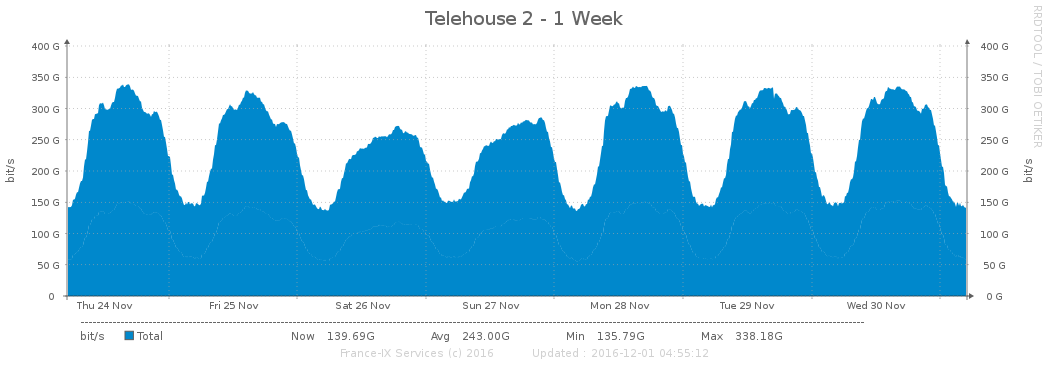 Telehouse 2 - 1 Week
RRDTOOL / TOBI OETIKER
400 G 400 G
350 G 350 G
300 G 300 G
250 G 250 G
200 G 200 G
150 G 150 G
100 G 100 G
50 G 50 G
0 0 G
bit/s bit/s
Thu 24 Nov Fri 25 Nov Sat 26 Nov Sun 27 Nov Mon 28 Nov Tue 29 Nov Wed 30 Nov
bit/s Total Now 139.69G Avg 243.00G Min 135.79G Max 338.18G
France-IX Services (c) 2016 Updated : 2016-12-01 04:55:12